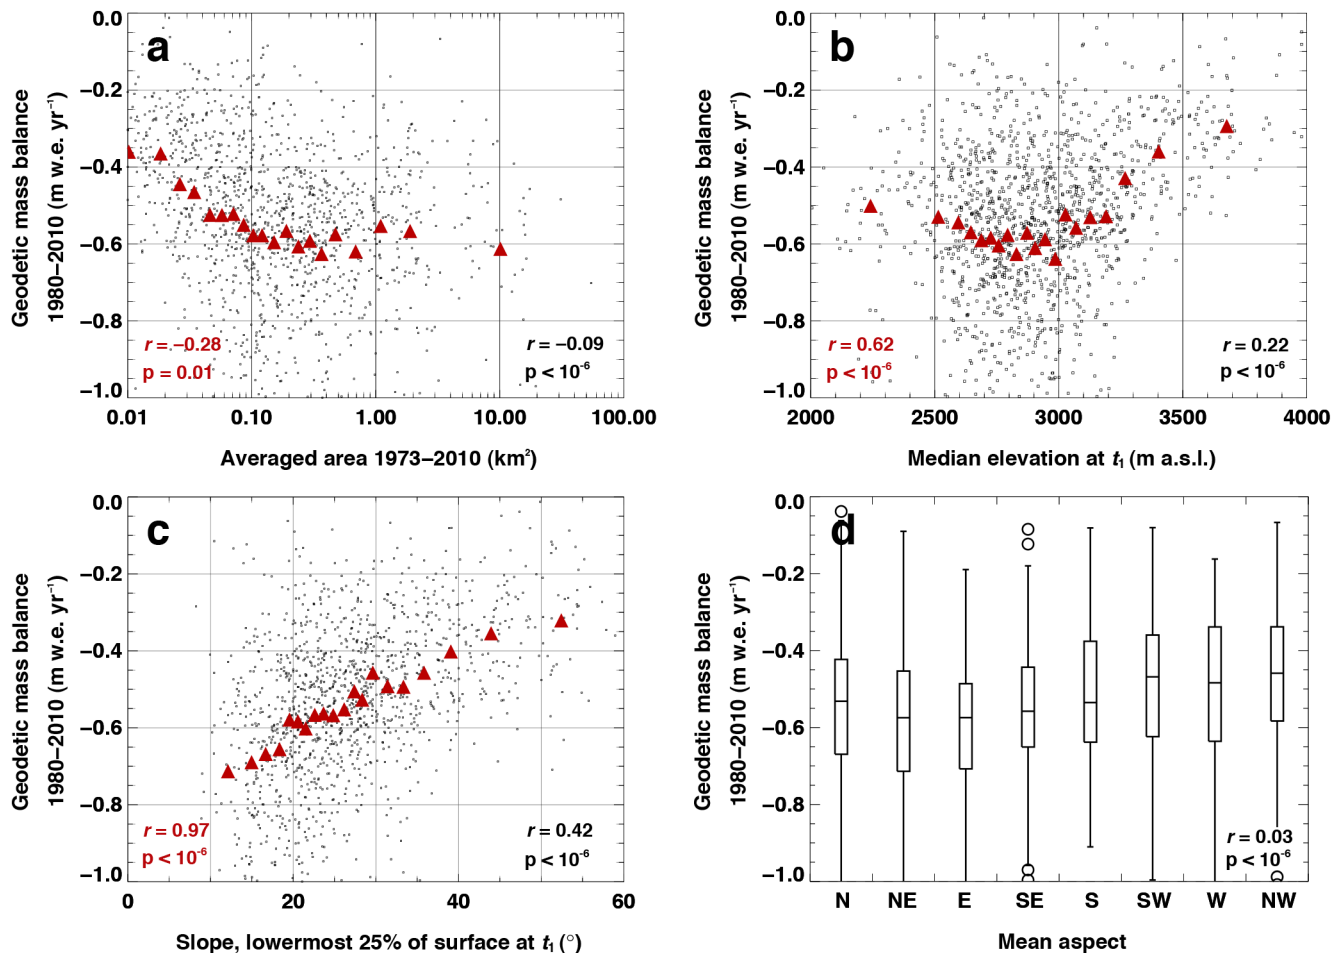 a
0.0
−0.2
−0.4
−0.6
−0.8
−1.0
Geodetic mass balance
1980–2010 (m w.e. yr⁻¹)
r = −0.28
p = 0.01
r = −0.09
p < 10⁻⁶
0.01 0.10 1.00 10.00 100.00
Averaged area 1973–2010 (km²)
b
0.0
−0.2
−0.4
−0.6
−0.8
−1.0
Geodetic mass balance
1980–2010 (m w.e. yr⁻¹)
r = 0.62
p < 10⁻⁶
r = 0.22
p < 10⁻⁶
2000 2500 3000 3500 4000
Median elevation at t₁ (m a.s.l.)
c
0.0
−0.2
−0.4
−0.6
−0.8
−1.0
Geodetic mass balance
1980–2010 (m w.e. yr⁻¹)
r = 0.97
p < 10⁻⁶
r = 0.42
p < 10⁻⁶
0 20 40 60
Slope, lowermost 25% of surface at t₁ (°)
d
0.0
−0.2
−0.4
−0.6
−0.8
−1.0
Geodetic mass balance
1980–2010 (m w.e. yr⁻¹)
r = 0.03
p < 10⁻⁶
N NE E SE S SW W NW
Mean aspect